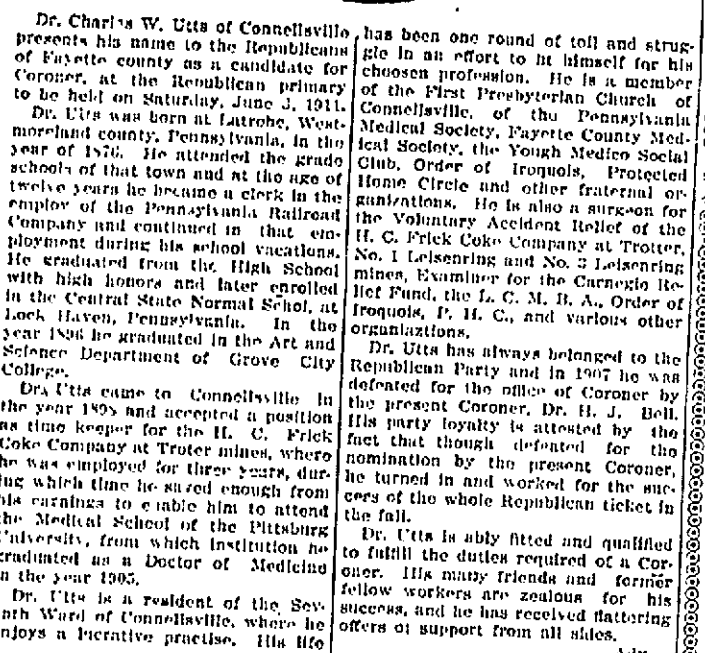 Dr. Charles W. Utts of Connellsville
presents his name to the Republicans
of Fayette county as a candidate for
Coroner, at the Republican primary
to be held on Saturday, June 3, 1911.
Dr. Utts was born at Latrobe, West-
moreland county, Pennsylvania, in the
year of 1876. He attended the grade
schools of that town and at the age of
twelve years he became a clerk in the
employ of the Pennsylvania Railroad
Company and continued in that em-
ployment during his school vacations.
He graduated from the High School
with high honors and later enrolled
in the Central State Normal Schol, at
Lock Haven, Pennsylvania. In the
year 1896 he graduated in the Art and
Science Department of Grove City
College.
Dr. Utts came to Connellsville in
the year and accepted a position
as time keeper for the H. C. Frick
Coke Company at Troter mines, where
he was employed for three years, dur-
ing which time he saved enough from
his earnings to enable him to attend
the Medical School of the Pittsburg
University, from which institution he
graduated as a Doctor of Medicine
in the year 1905.
Dr. Utts is a resident of the Sev-
enth Ward of Connellsville, where he
enjoys a lucrative practise. His life
has been one round of toil and strug-
gle in an effort to fit himself for his
choosen profession. He is a member
of the First Presbyterian Church of
Connellsville, of the Pennsylvania
Medical Society, Fayette County Med-
ical Society, the Yough Medico Social
Club, Order of Iroquois, Protected
Home Circle and other fraternal or-
ganizations. He is also a surgeon for
the Voluntary Accident Relief of the
H. C. Frick Coke Company at Trotter,
No. 1 Leisenring and No. 3 Leisenring
mines, Examiner for the Carnegie Re-
lief Fund, the L. C. M. B. A., Order of
Iroquois, P. H. C., and various other
organiaztions.
Dr. Utts has always belonged to the
Republican Party and in 1907 he was
defeated for the office of Coroner by
the present Coroner, Dr. H. J. Bell.
His party loyalty is attested by the
fact that though defeated for the
nomination by the present Coroner,
he turned in and worked for the suc-
cess of the whole Republican ticket in
the fall.
Dr. Utts is ably fitted and qualified
to fulfill the duties required of a Cor-
oner. His many friends and former
fellow workers are zealous for his
success, and he has received flattering
offers of support from all sides.